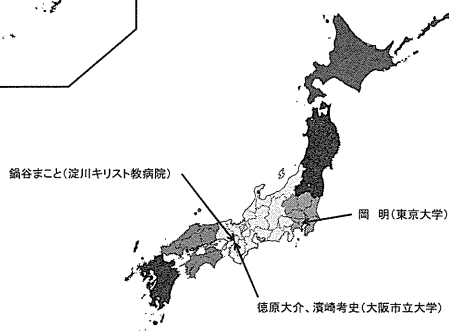 鍋谷まこと（淀川キリスト教病院）
岡　明（東京大学）
徳原大介、濱崎考史（大阪市立大学）